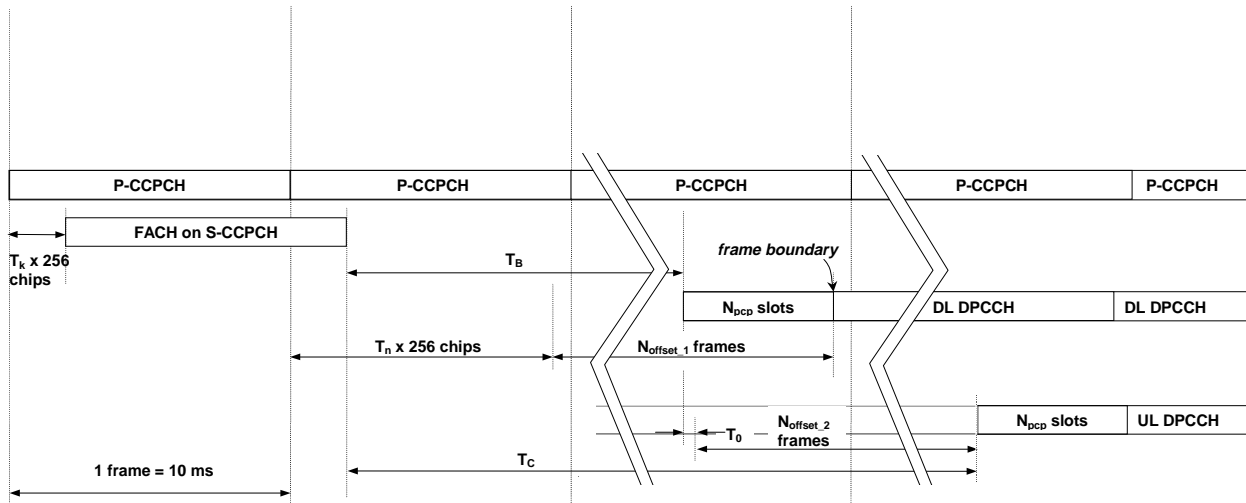 P-CCPCH P-CCPCH P-CCPCH P-CCPCH P-CCPCH
FACH on S-CCPCH
Tk x 256
chips
TB
frame boundary
Npcp slots DL DPCCH DL DPCCH
Tn x 256 chips
Noffset_1 frames
Npcp slots UL DPCCH
T0
Noffset_2
frames
TC
1 frame = 10 ms